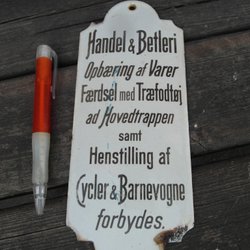 Handel & Betleri
Opbæring af Varer
Færdsel med Træfodtøj
ad Hovedtrappen
samt
Henstilling af
Cycler & Barnevogne
forbydes.